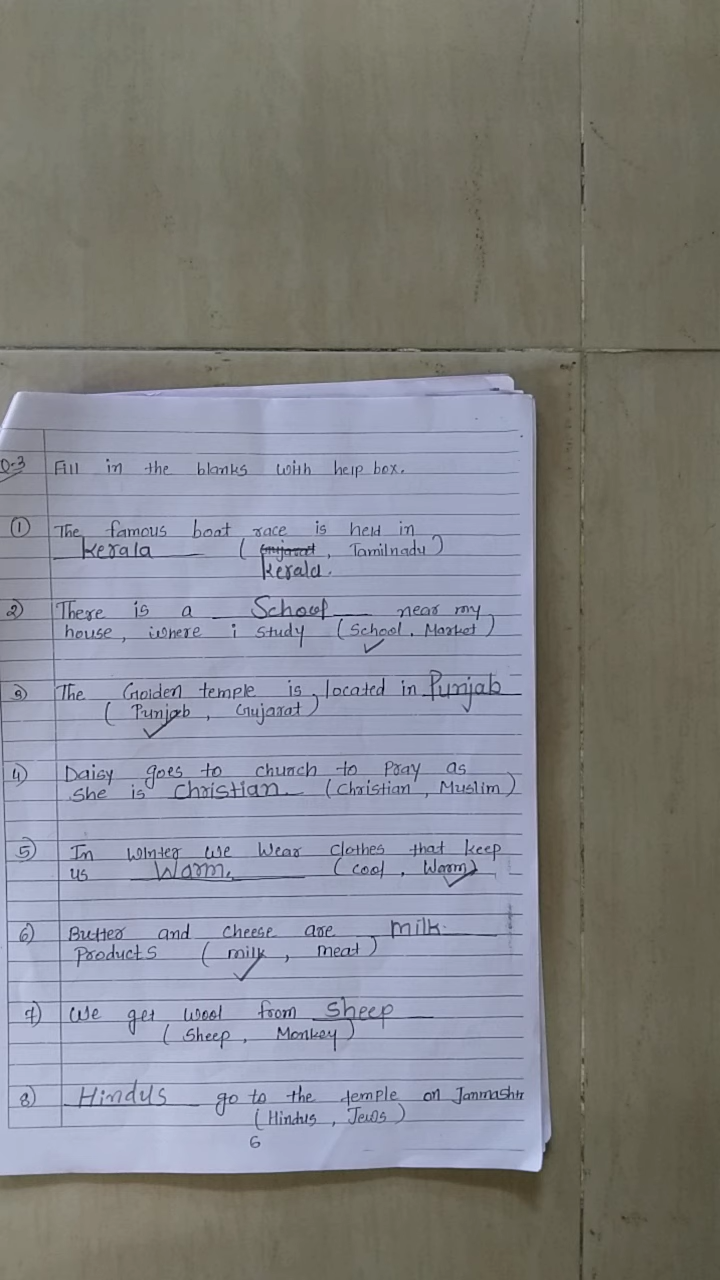 Q-3 Fill in the blanks with help box.
① The famous boat race is held in
kerala ( Gujarat , Tamilnadu )
kerala.
2) There is a School near my
house, where i study ( School , Market )
3) The Golden temple is located in Punjab
( Punjab , Gujarat )
4) Daisy goes to church to Pray as
she is Christian. ( Christian , Muslim )
5) In winter we wear clothes that keep
us Warm. ( cool , Warm )
6) Butter and cheese are milk.
Products ( milk , meat )
7) We get wool from Sheep
( Sheep , Monkey )
8) Hindus go to the temple on Janmasht
( Hindus , Jews )
6